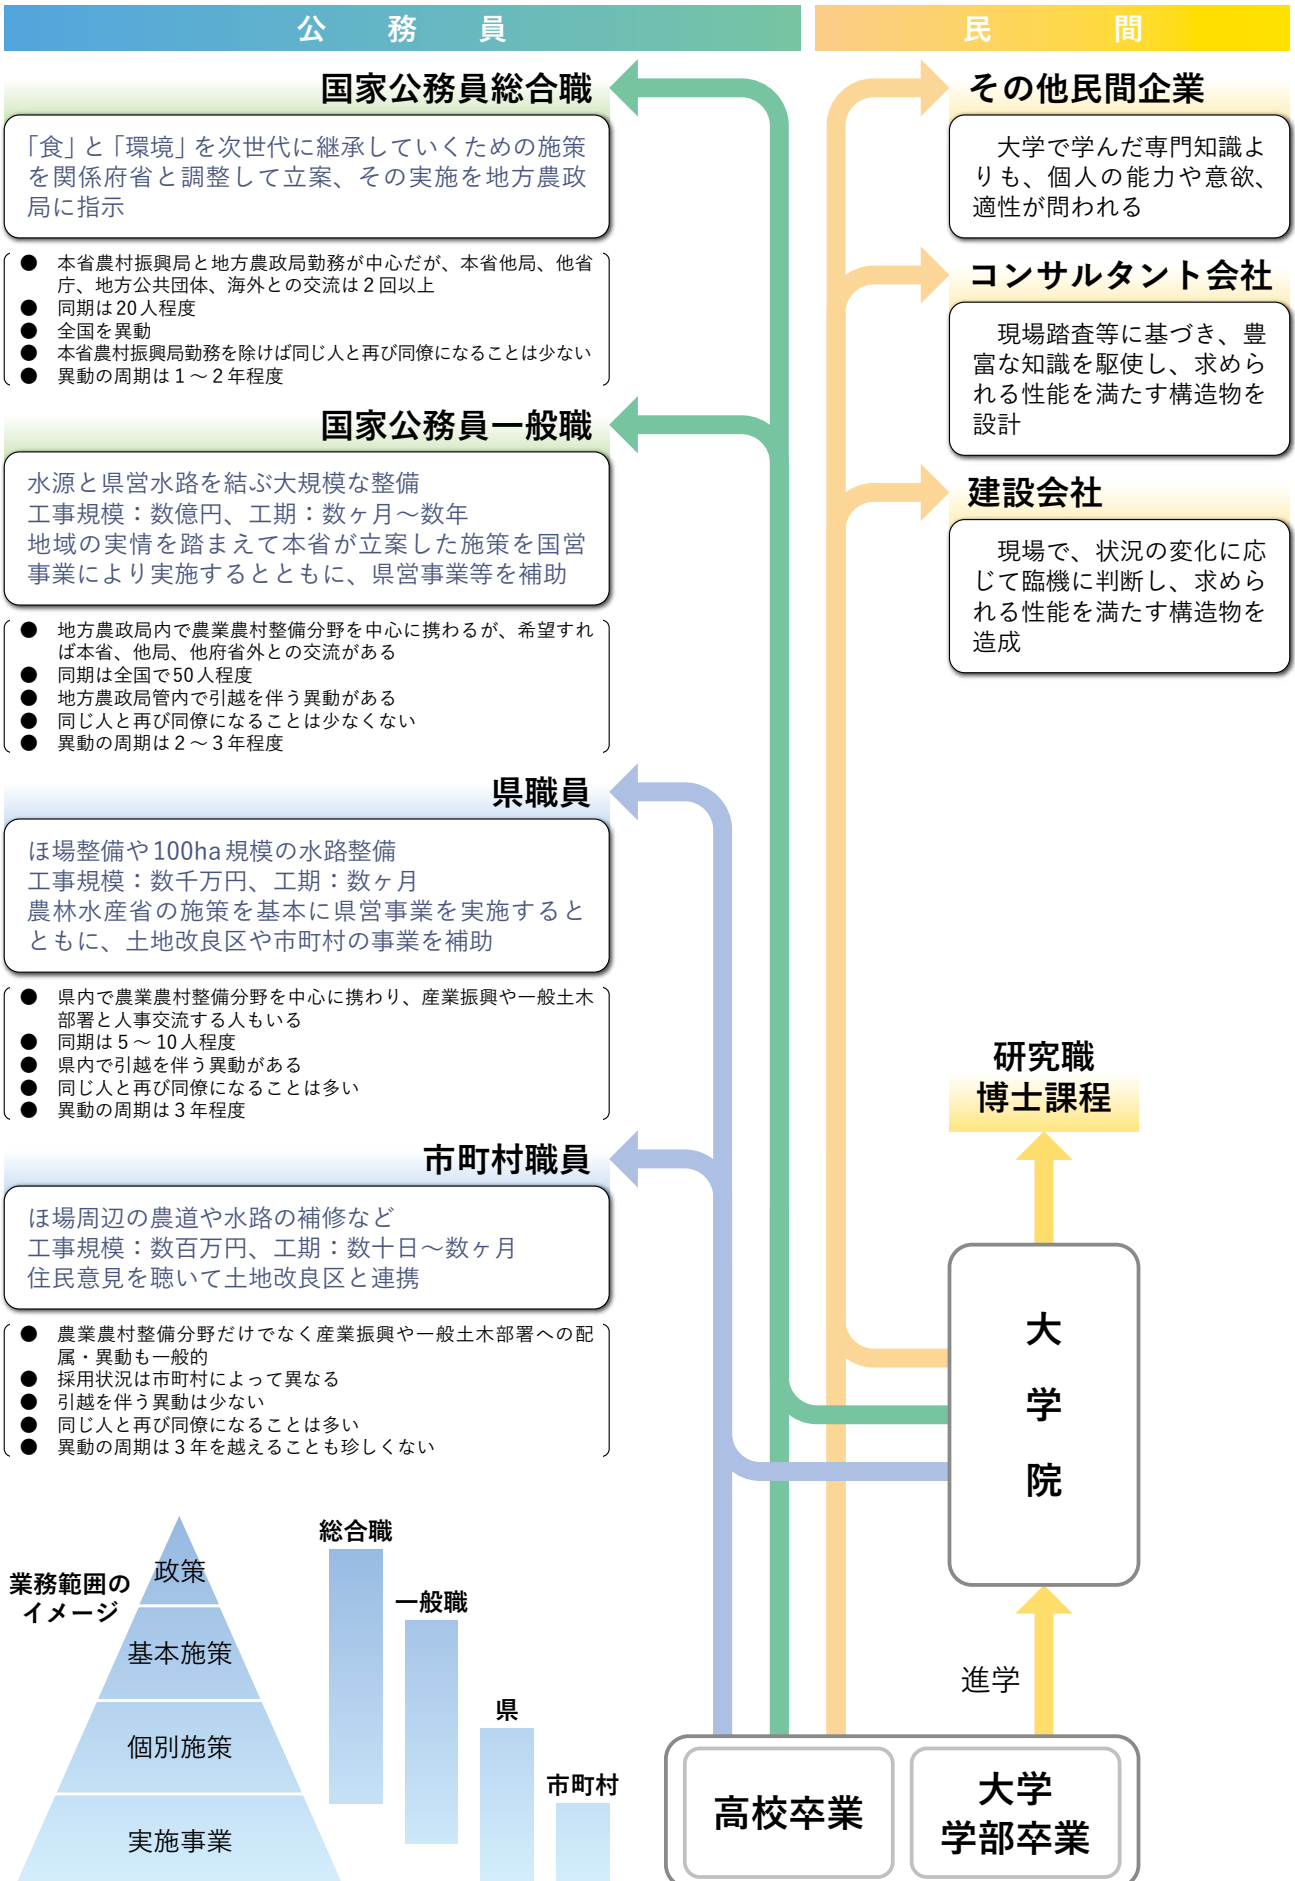 公務員
国家公務員総合職
「食」と「環境」を次世代に継承していくための施策
を関係府省と調整して立案、その実施を地方農政
局に指示
● 本省農村振興局と地方農政局勤務が中心だが、本省他局、他省
庁、地方公共団体、海外との交流は2回以上
● 同期は20人程度
● 全国を異動
● 本省農村振興局勤務を除けば同じ人と再び同僚になることは少ない
● 異動の周期は1～2年程度
国家公務員一般職
水源と県営水路を結ぶ大規模な整備
工事規模：数億円、工期：数ヶ月～数年
地域の実情を踏まえて本省が立案した施策を国営
事業により実施するとともに、県営事業等を補助
● 地方農政局内で農業農村整備分野を中心に携わるが、希望すれ
ば本省、他局、他府省外との交流がある
● 同期は全国で50人程度
● 地方農政局管内で引越を伴う異動がある
● 同じ人と再び同僚になることは少なくない
● 異動の周期は2～3年程度
県職員
ほ場整備や100ha規模の水路整備
工事規模：数千万円、工期：数ヶ月
農林水産省の施策を基本に県営事業を実施すると
ともに、土地改良区や市町村の事業を補助
● 県内で農業農村整備分野を中心に携わり、産業振興や一般土木
部署と人事交流する人もいる
● 同期は5～10人程度
● 県内で引越を伴う異動がある
● 同じ人と再び同僚になることは多い
● 異動の周期は3年程度
市町村職員
ほ場周辺の農道や水路の補修など
工事規模：数百万円、工期：数十日～数ヶ月
住民意見を聴いて土地改良区と連携
● 農業農村整備分野だけでなく産業振興や一般土木部署への配
属・異動も一般的
● 採用状況は市町村によって異なる
● 引越を伴う異動は少ない
● 同じ人と再び同僚になることは多い
● 異動の周期は3年を越えることも珍しくない
民間
その他民間企業
大学で学んだ専門知識よ
りも、個人の能力や意欲、
適性が問われる
コンサルタント会社
現場踏査等に基づき、豊
富な知識を駆使し、求め
られる性能を満たす構造物を
設計
建設会社
現場で、状況の変化に応
じて臨機に判断し、求めら
れる性能を満たす構造物を
造成
研究職
博士課程
大学院
進学
高校卒業
大学
学部卒業
業務範囲の
イメージ
政策
基本施策
個別施策
実施事業
総合職
一般職
県
市町村